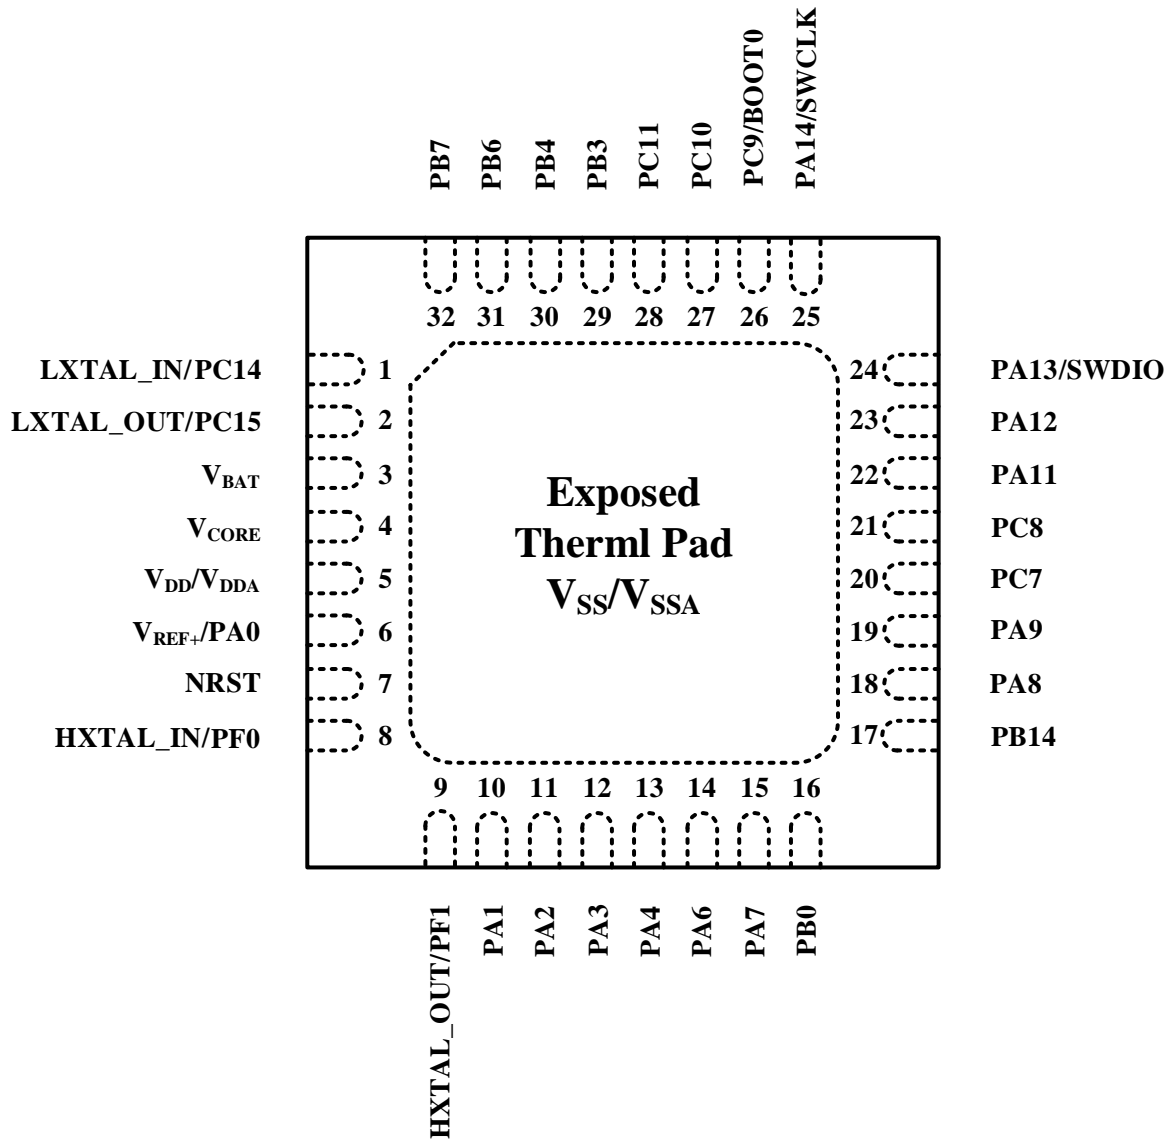 PB7
PB6
PB4
PB3
PC11
PC10
PC9/BOOT0
PA14/SWCLK
32 31 30 29 28 27 26 25
LXTAL_IN/PC14 1
LXTAL_OUT/PC15 2
VBAT 3
VCORE 4
VDD/VDDA 5
VREF+/PA0 6
NRST 7
HXTAL_IN/PF0 8
Exposed
Therml Pad
VSS/VSSA
24 PA13/SWDIO
23 PA12
22 PA11
21 PC8
20 PC7
19 PA9
18 PA8
17 PB14
9 10 11 12 13 14 15 16
HXTAL_OUT/PF1
PA1
PA2
PA3
PA4
PA6
PA7
PB0